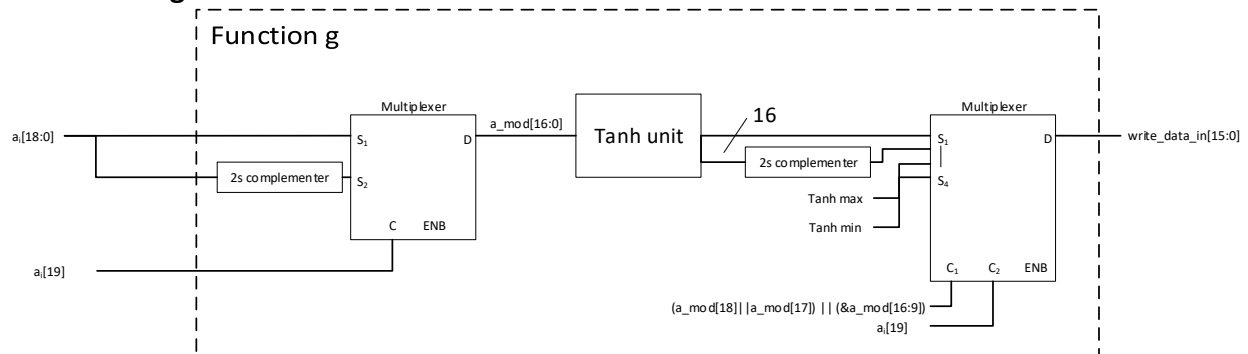 g
Function g
Multiplexer
Multiplexer
aᵢ[18:0]
S₁
D
a_mod[16:0]
Tanh unit
16
S₁
D
write_data_in[15:0]
2s complementer
S₂
2s complementer
S₄
Tanh max
C
ENB
Tanh min
aᵢ[19]
C₁
C₂
ENB
(a_mod[18]||a_mod[17]) || (&a_mod[16:9])
aᵢ[19]